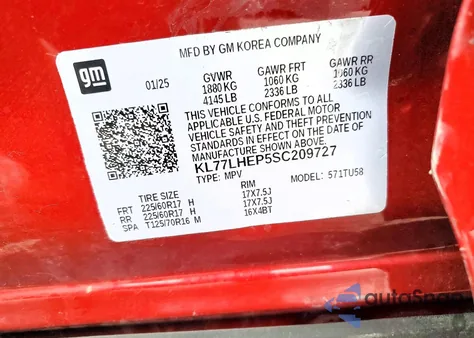 gm
MFD BY GM KOREA COMPANY
01/25 GVWR GAWR FRT GAWR RR
1880 KG 1060 KG 1060 KG
4145 LB 2336 LB 2336 LB
THIS VEHICLE CONFORMS TO ALL
APPLICABLE U.S. FEDERAL MOTOR
VEHICLE SAFETY AND THEFT PREVENTION
STANDARDS IN EFFECT ON THE DATE OF
MANUFACTURE SHOWN ABOVE.
KL77LHEP5SC209727
TYPE: MPV MODEL: 571TU58
TIRE SIZE RIM
FRT 225/60R17 H 17X7.5J
RR 225/60R17 H 17X7.5J
SPA T125/70R16 M 16X4BT